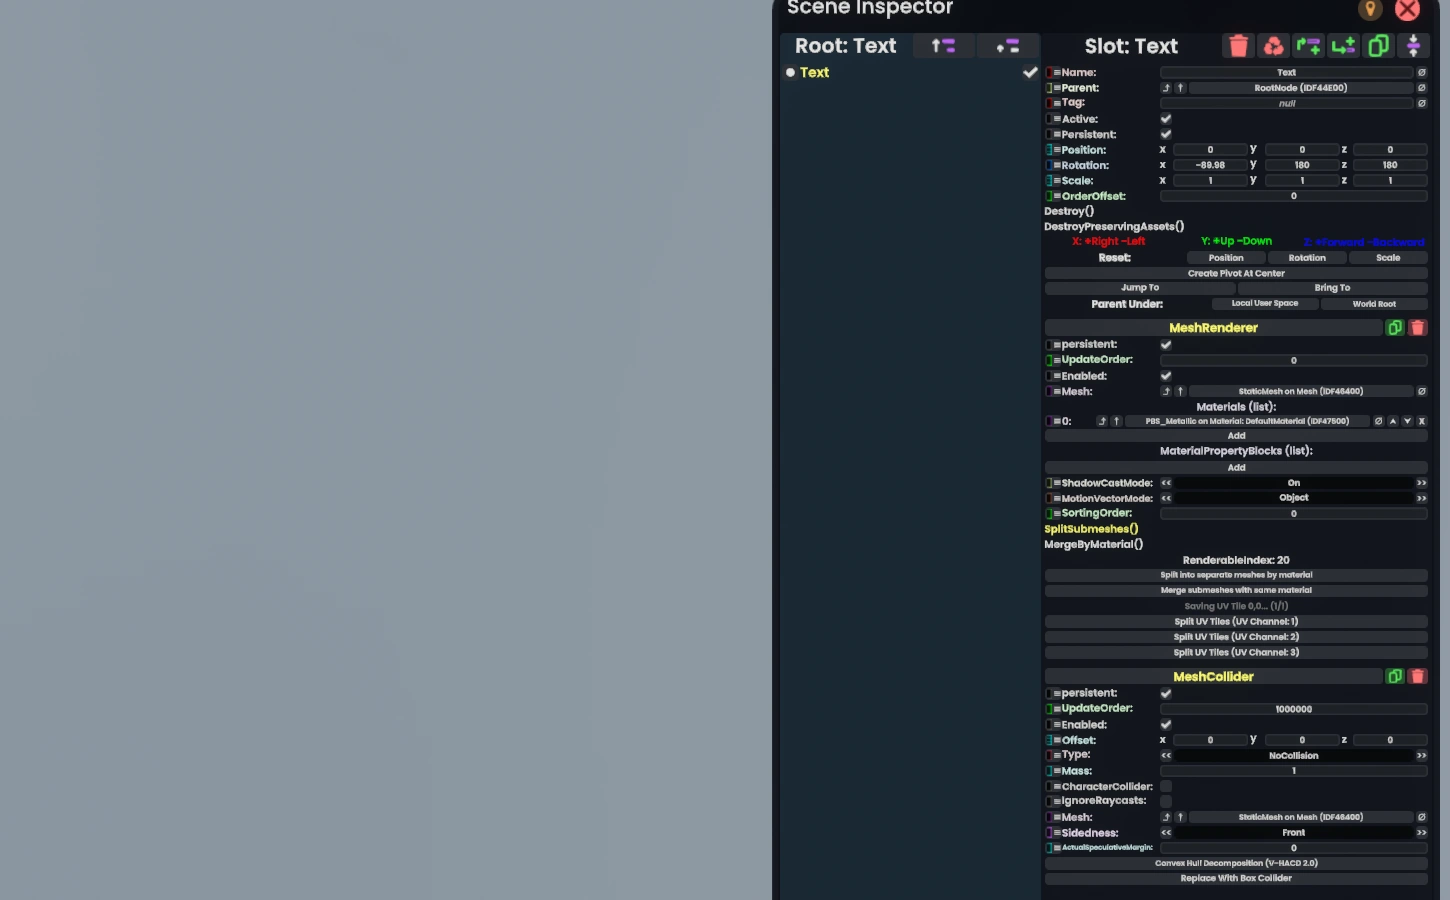 Scene Inspector
Root: Text
Text
Slot: Text
Name: Text
Parent: RootNode (IDF44E00)
Tag: null
Active:
Persistent:
Position: x 0 y 0 z 0
Rotation: x -89.98 y 180 z 180
Scale: x 1 y 1 z 1
OrderOffset: 0
Destroy()
DestroyPreservingAssets()
X: +Right -Left Y: +Up -Down Z: +Forward -Backward
Reset: Position Rotation Scale
Create Pivot At Center
Jump To Bring To
Parent Under: Local User Space World Root
MeshRenderer
persistent:
UpdateOrder: 0
Enabled:
Mesh: StaticMesh on Mesh (IDF46400)
Materials (list):
0: PBS_Metallic on Material: DefaultMaterial (IDF47500) X
Add
MaterialPropertyBlocks (list):
Add
ShadowCastMode: << On >>
MotionVectorMode: << Object >>
SortingOrder: 0
SplitSubmeshes()
MergeByMaterial()
RenderableIndex: 20
Split into separate meshes by material
Merge submeshes with same material
Saving UV Tile 0,0... (1/1)
Split UV Tiles (UV Channel: 1)
Split UV Tiles (UV Channel: 2)
Split UV Tiles (UV Channel: 3)
MeshCollider
persistent:
UpdateOrder: 1000000
Enabled:
Offset: x 0 y 0 z 0
Type: << NoCollision >>
Mass: 1
CharacterCollider:
IgnoreRaycasts:
Mesh: StaticMesh on Mesh (IDF46400)
Sidedness: << Front >>
ActualSpeculativeMargin: 0
Convex Hull Decomposition (V-HACD 2.0)
Replace With Box Collider